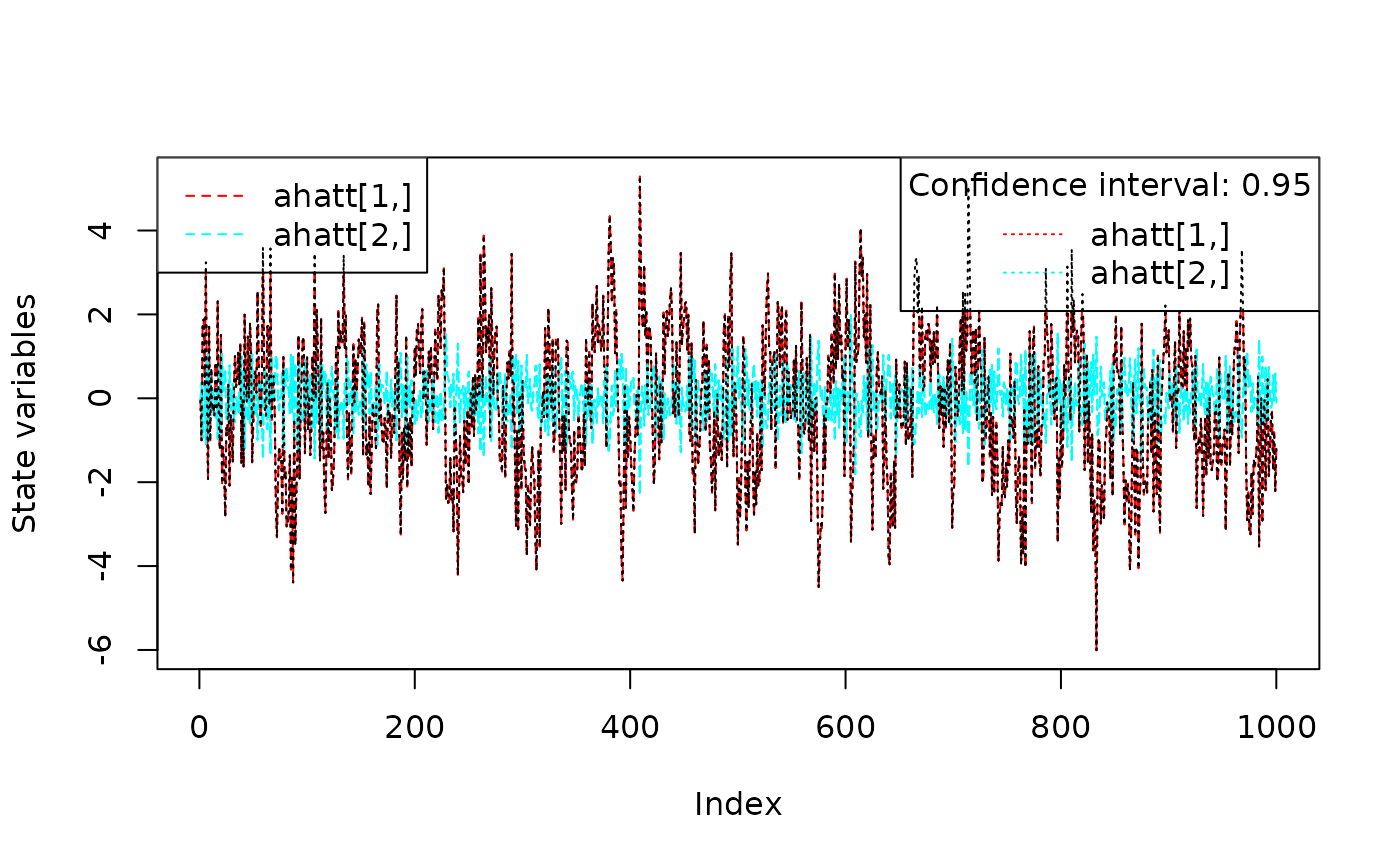 ahatt[1,]
ahatt[2,]
Confidence interval: 0.95
ahatt[1,]
ahatt[2,]
State variables
4
2
0
-2
-4
-6
0 200 400 600 800 1000
Index